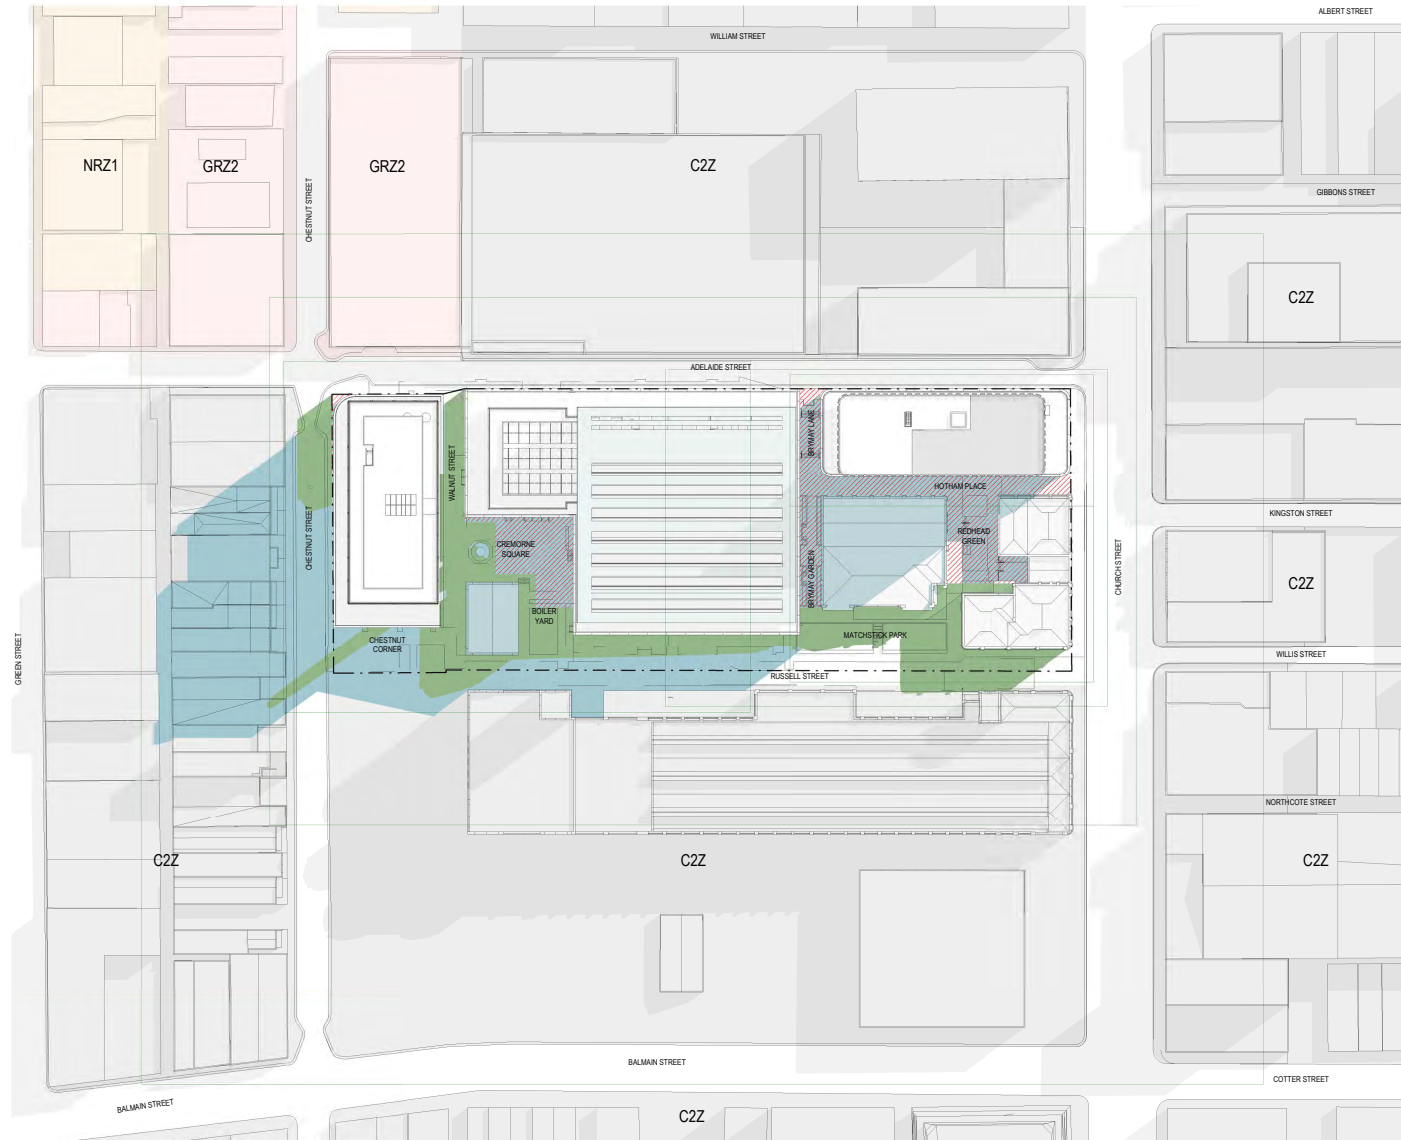 ALBERT STREET
WILLIAM STREET
NRZ1
GRZ2
GRZ2
C2Z
CHESTNUT STREET
GIBBONS STREET
C2Z
ADELAIDE STREET
BRYMAY LANE
WALNUT STREET
HOTHAM PLACE
CHESTNUT STREET
KINGSTON STREET
REDHEAD
GREEN
CREMORNE
SQUARE
CHURCH STREET
BRYMAY GARDEN
C2Z
BOILER
YARD
MATCHSTICK PARK
CHESTNUT
CORNER
GREEN STREET
WILLIS STREET
RUSSELL STREET
NORTHCOTE STREET
C2Z
C2Z
C2Z
BALMAIN STREET
COTTER STREET
BALMAIN STREET
C2Z